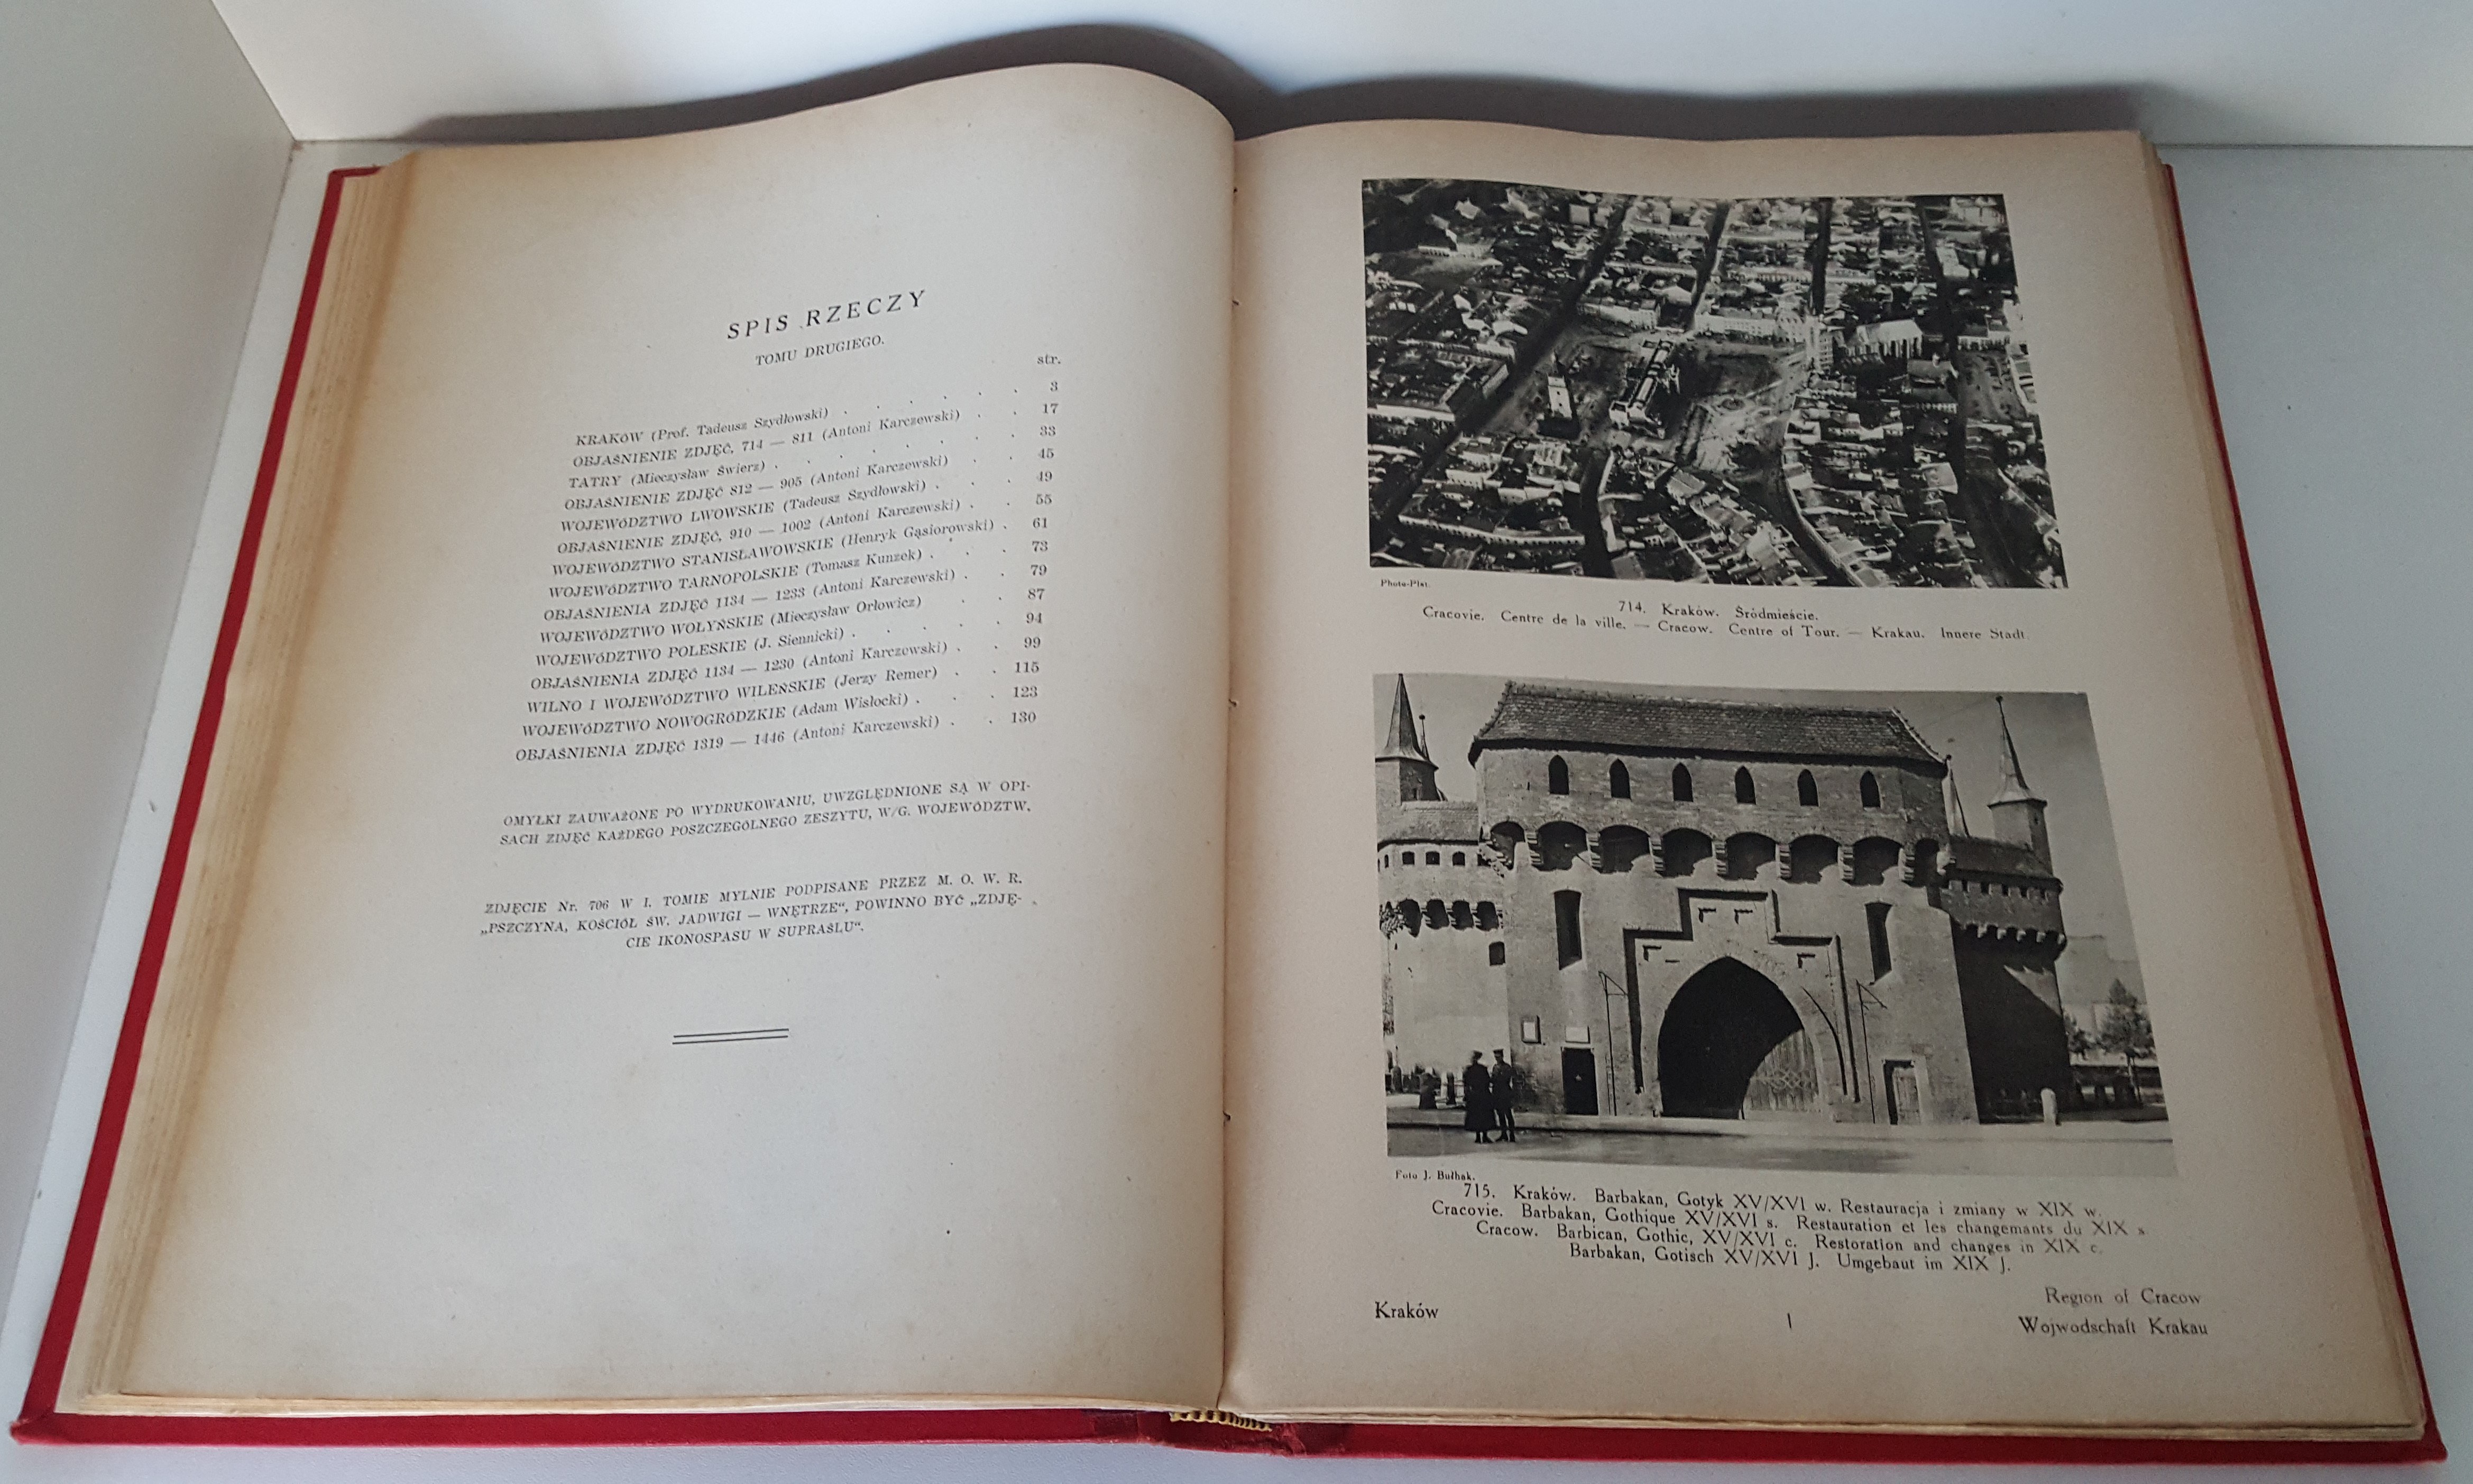 SPIS RZECZY
TOMU DRUGIEGO.
str.
KRAKÓW (Prof. Tadeusz Szydłowski) . . . . . . 3
OBJAŚNIENIE ZDJĘĆ, 714 — 811 (Antoni Karczewski) . . 17
TATRY (Mieczysław Świerz) . . . . . . . 33
OBJAŚNIENIE ZDJĘĆ 812 — 905 (Antoni Karczewski) . . 45
WOJEWÓDZTWO LWOWSKIE (Tadeusz Szydłowski) . . . 49
OBJAŚNIENIE ZDJĘĆ, 910 — 1002 (Antoni Karczewski) . . 55
WOJEWÓDZTWO STANISŁAWOWSKIE (Henryk Gąsiorowski) . 61
WOJEWÓDZTWO TARNOPOLSKIE (Tomasz Kunzek) . . . 73
OBJAŚNIENIA ZDJĘĆ 1134 — 1233 (Antoni Karczewski) . . 79
WOJEWÓDZTWO WOŁYŃSKIE (Mieczysław Orłowicz) . . 87
WOJEWÓDZTWO POLESKIE (J. Siennicki) . . . . . 94
OBJAŚNIENIA ZDJĘĆ 1134 — 1230 (Antoni Karczewski) . . 99
WILNO I WOJEWÓDZTWO WILEŃSKIE (Jerzy Remer) . . 115
WOJEWÓDZTWO NOWOGRÓDZKIE (Adam Wisłocki) . . . 123
OBJAŚNIENIA ZDJĘĆ 1319 — 1446 (Antoni Karczewski) . . 130
OMYŁKI ZAUWAŻONE PO WYDRUKOWANIU, UWZGLĘDNIONE SĄ W OPI-
SACH ZDJĘĆ KAŻDEGO POSZCZEGÓLNEGO ZESZYTU, W/G. WOJEWÓDZTW.
ZDJĘCIE Nr. 706 W I. TOMIE MYLNIE PODPISANE PRZEZ M. O. W. R.
„PSZCZYNA, KOŚCIÓŁ ŚW. JADWIGI — WNĘTRZE“, POWINNO BYĆ „ZDJĘ-
CIE IKONOSPASU W SUPRAŚLU“.
Photo-Plat.
714. Kraków. Śródmieście.
Cracovie. Centre de la ville. — Cracow. Centre of Tour. — Krakau. Innere Stadt.
Foto J. Bułhak.
715. Kraków. Barbakan, Gotyk XV/XVI w. Restauracja i zmiany w XIX w.
Cracovie. Barbakan, Gothique XV/XVI s. Restauration et les changemants du XIX s.
Cracow. Barbican, Gothic, XV/XVI c. Restoration and changes in XIX c.
Barbakan, Gotisch XV/XVI J. Umgebaut im XIX J.
Kraków
1
Region of Cracow
Wojwodschaft Krakau